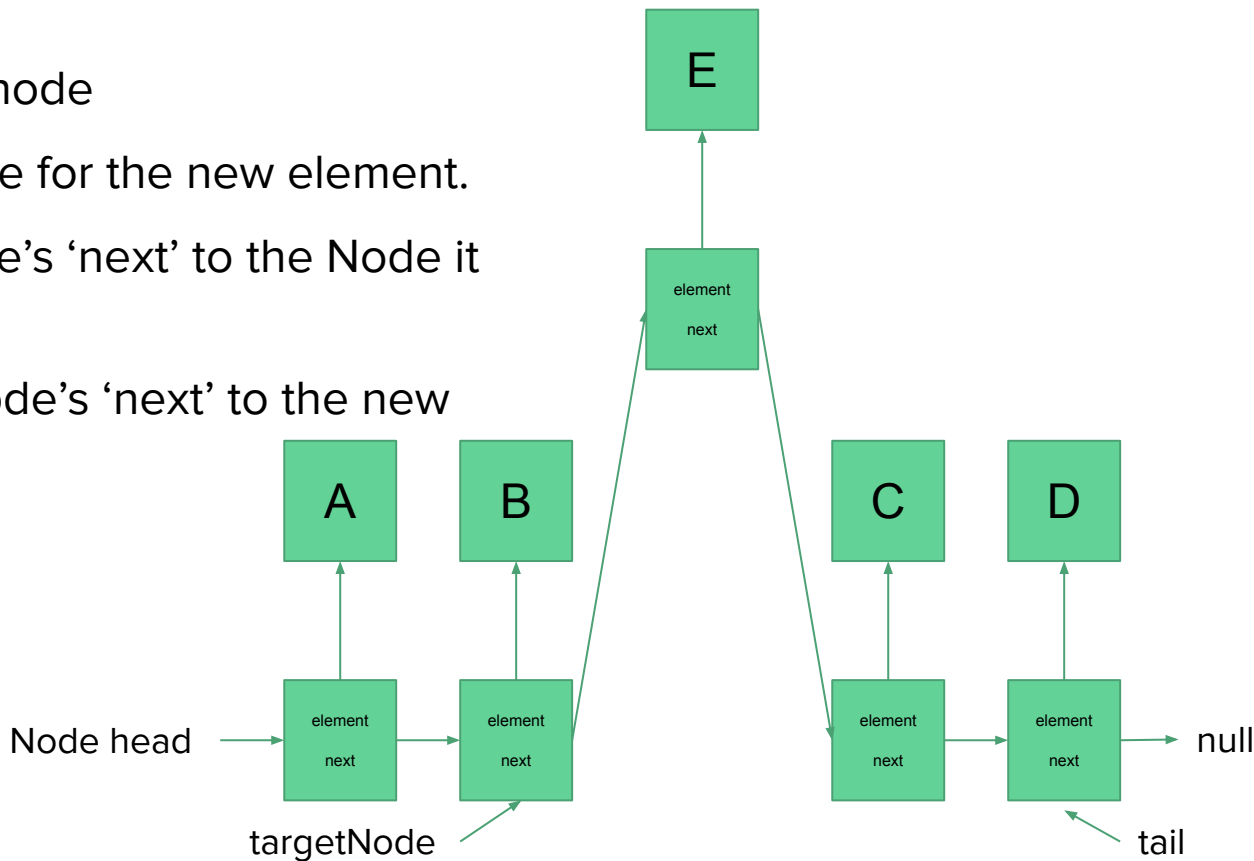 node
e for the new element.
e's ‘next’ to the Node it
ode's ‘next’ to the new
E
element
next
A
B
C
D
Node head
element
next
element
next
element
next
element
next
null
targetNode
tail